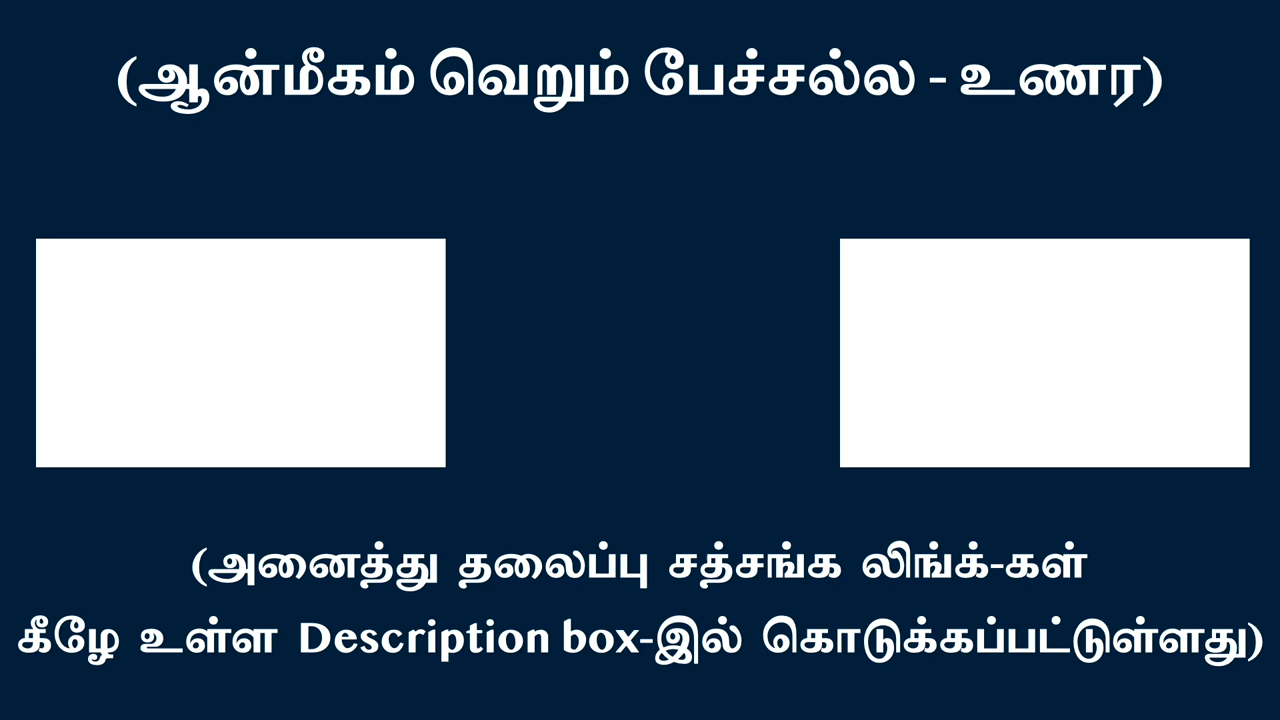 (ஆன்மீகம் வெறும் பேச்சல்ல - உணர)
(அனைத்து தலைப்பு சத்சங்க லிங்க்-கள்
கீழே உள்ள Description box-இல் கொடுக்கப்பட்டுள்ளது)